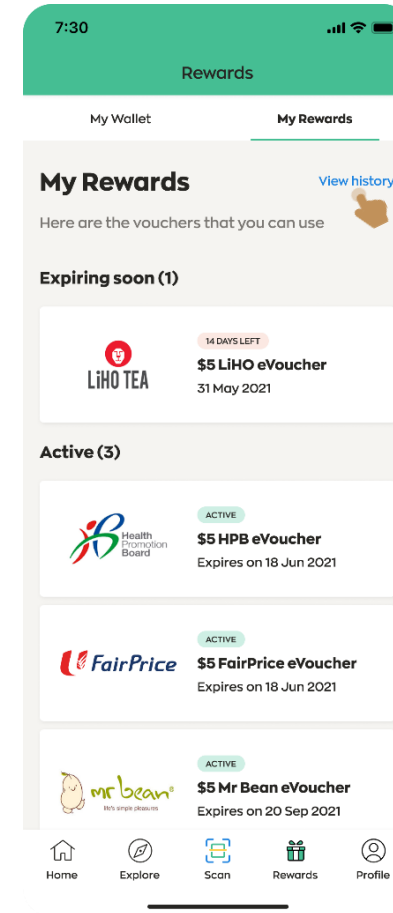 7:30
Rewards
My Wallet
My Rewards
My Rewards
View history
Here are the vouchers that you can use
Expiring soon (1)
LiHO TEA
14 DAYS LEFT
$5 LiHO eVoucher
31 May 2021
Active (3)
Health
Promotion
Board
ACTIVE
$5 HPB eVoucher
Expires on 18 Jun 2021
FairPrice
ACTIVE
$5 FairPrice eVoucher
Expires on 18 Jun 2021
mr bean®
life's simple pleasures
ACTIVE
$5 Mr Bean eVoucher
Expires on 20 Sep 2021
Home
Explore
Scan
Rewards
Profile